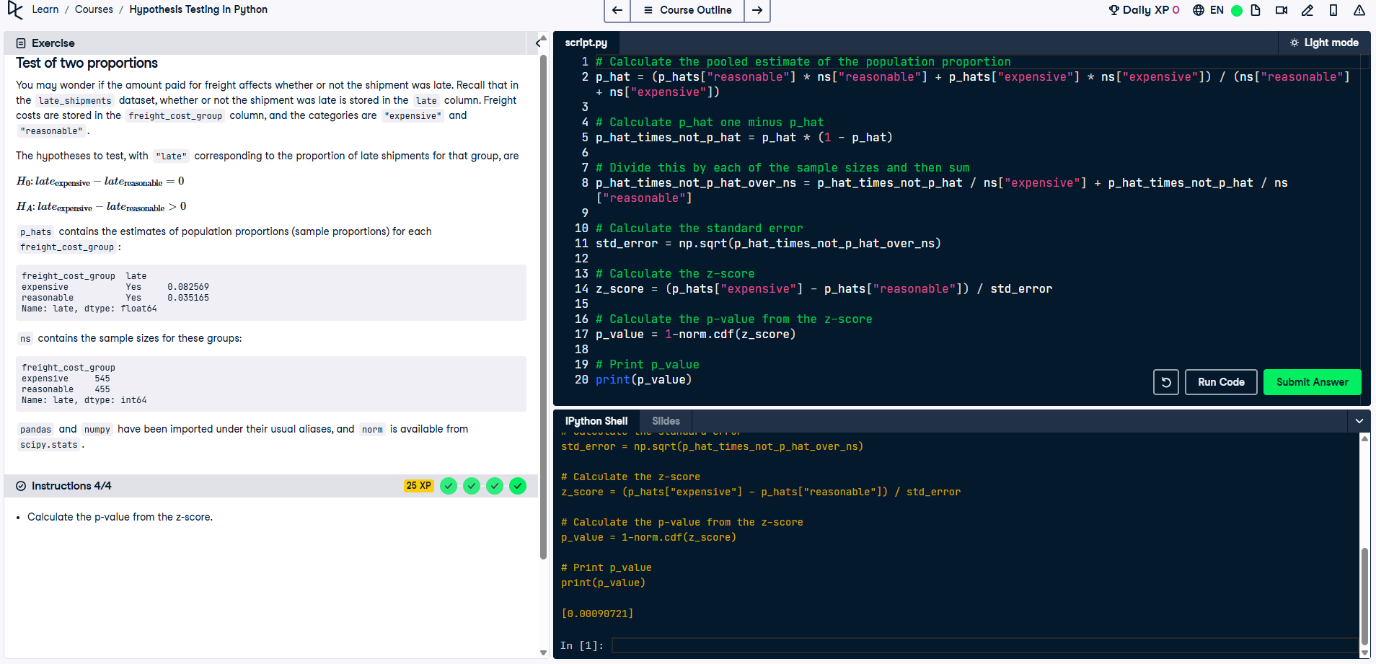 Learn / Courses / Hypothesis Testing in Python
Course Outline
Daily XP 0
EN
Exercise
Test of two proportions
You may wonder if the amount paid for freight affects whether or not the shipment was late. Recall that in
the late_shipments dataset, whether or not the shipment was late is stored in the late column. Freight
costs are stored in the freight_cost_group column, and the categories are "expensive" and
"reasonable".
The hypotheses to test, with "late" corresponding to the proportion of late shipments for that group, are
H₀: late_expensive − late_reasonable = 0
H_A: late_expensive − late_reasonable > 0
p_hats contains the estimates of population proportions (sample proportions) for each
freight_cost_group:
freight_cost_group late
expensive Yes 0.082569
reasonable Yes 0.035165
Name: late, dtype: float64
ns contains the sample sizes for these groups:
freight_cost_group
expensive 545
reasonable 455
Name: late, dtype: int64
pandas and numpy have been imported under their usual aliases, and norm is available from
scipy.stats.
Instructions 4/4
25 XP
• Calculate the p-value from the z-score.
script.py
Light mode
1 # Calculate the pooled estimate of the population proportion
2 p_hat = (p_hats["reasonable"] * ns["reasonable"] + p_hats["expensive"] * ns["expensive"]) / (ns["reasonable"]
+ ns["expensive"])
3
4 # Calculate p_hat one minus p_hat
5 p_hat_times_not_p_hat = p_hat * (1 - p_hat)
6
7 # Divide this by each of the sample sizes and then sum
8 p_hat_times_not_p_hat_over_ns = p_hat_times_not_p_hat / ns["expensive"] + p_hat_times_not_p_hat / ns
["reasonable"]
9
10 # Calculate the standard error
11 std_error = np.sqrt(p_hat_times_not_p_hat_over_ns)
12
13 # Calculate the z-score
14 z_score = (p_hats["expensive"] - p_hats["reasonable"]) / std_error
15
16 # Calculate the p-value from the z-score
17 p_value = 1-norm.cdf(z_score)
18
19 # Print p_value
20 print(p_value)
Run Code
Submit Answer
IPython Shell
Slides
# Calculate the standard error
std_error = np.sqrt(p_hat_times_not_p_hat_over_ns)
# Calculate the z-score
z_score = (p_hats["expensive"] - p_hats["reasonable"]) / std_error
# Calculate the p-value from the z-score
p_value = 1-norm.cdf(z_score)
# Print p_value
print(p_value)
[0.00090721]
In [1]: